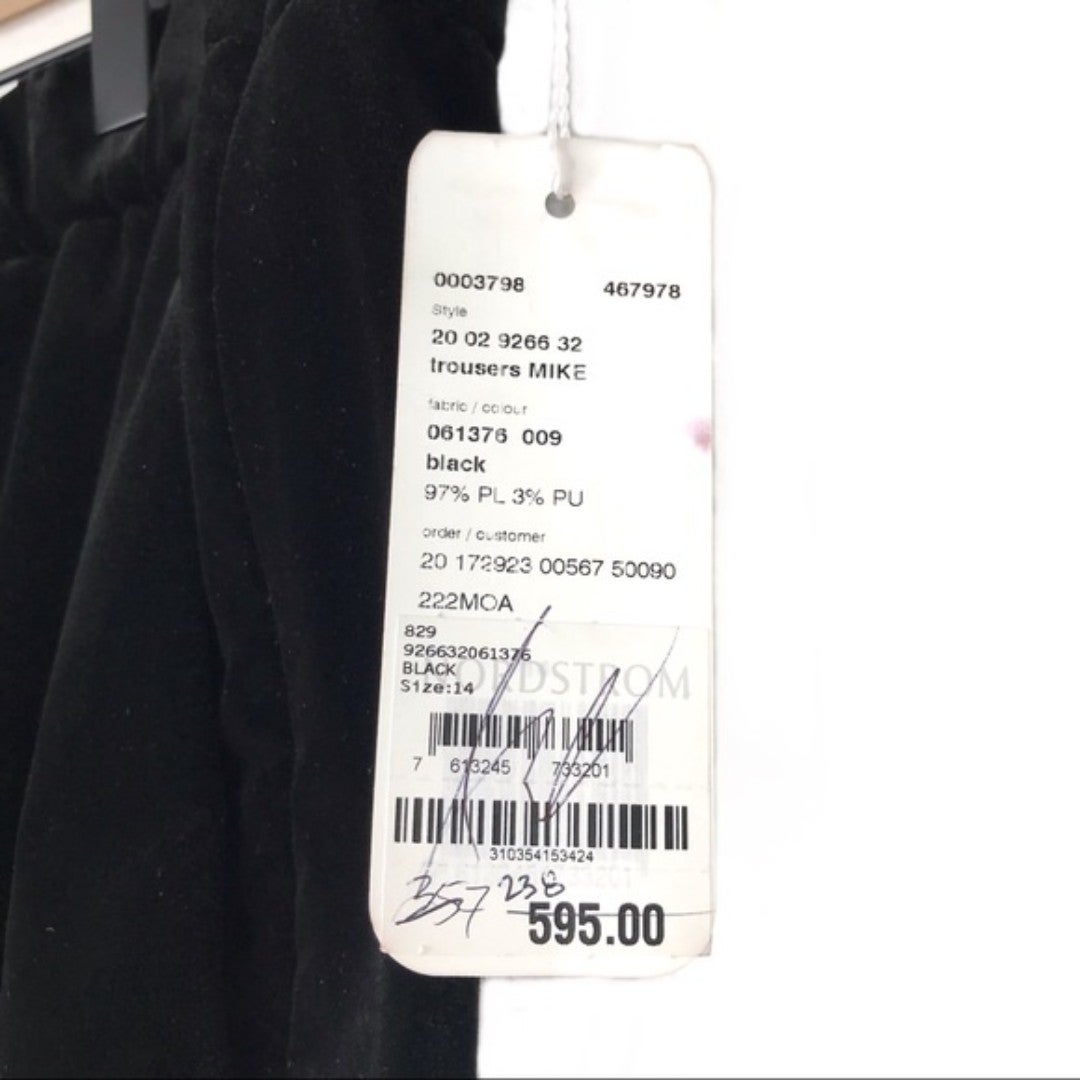 0003798 467978
Style
20 02 9266 32
trousers MIKE
fabric / colour
061376 009
black
97% PL 3% PU
order / customer
20 172923 00567 50090
222MOA
829
926632061376
BLACK
NORDSTROM
Size:14
7 613245 733201
310354153424
357 238
595.00